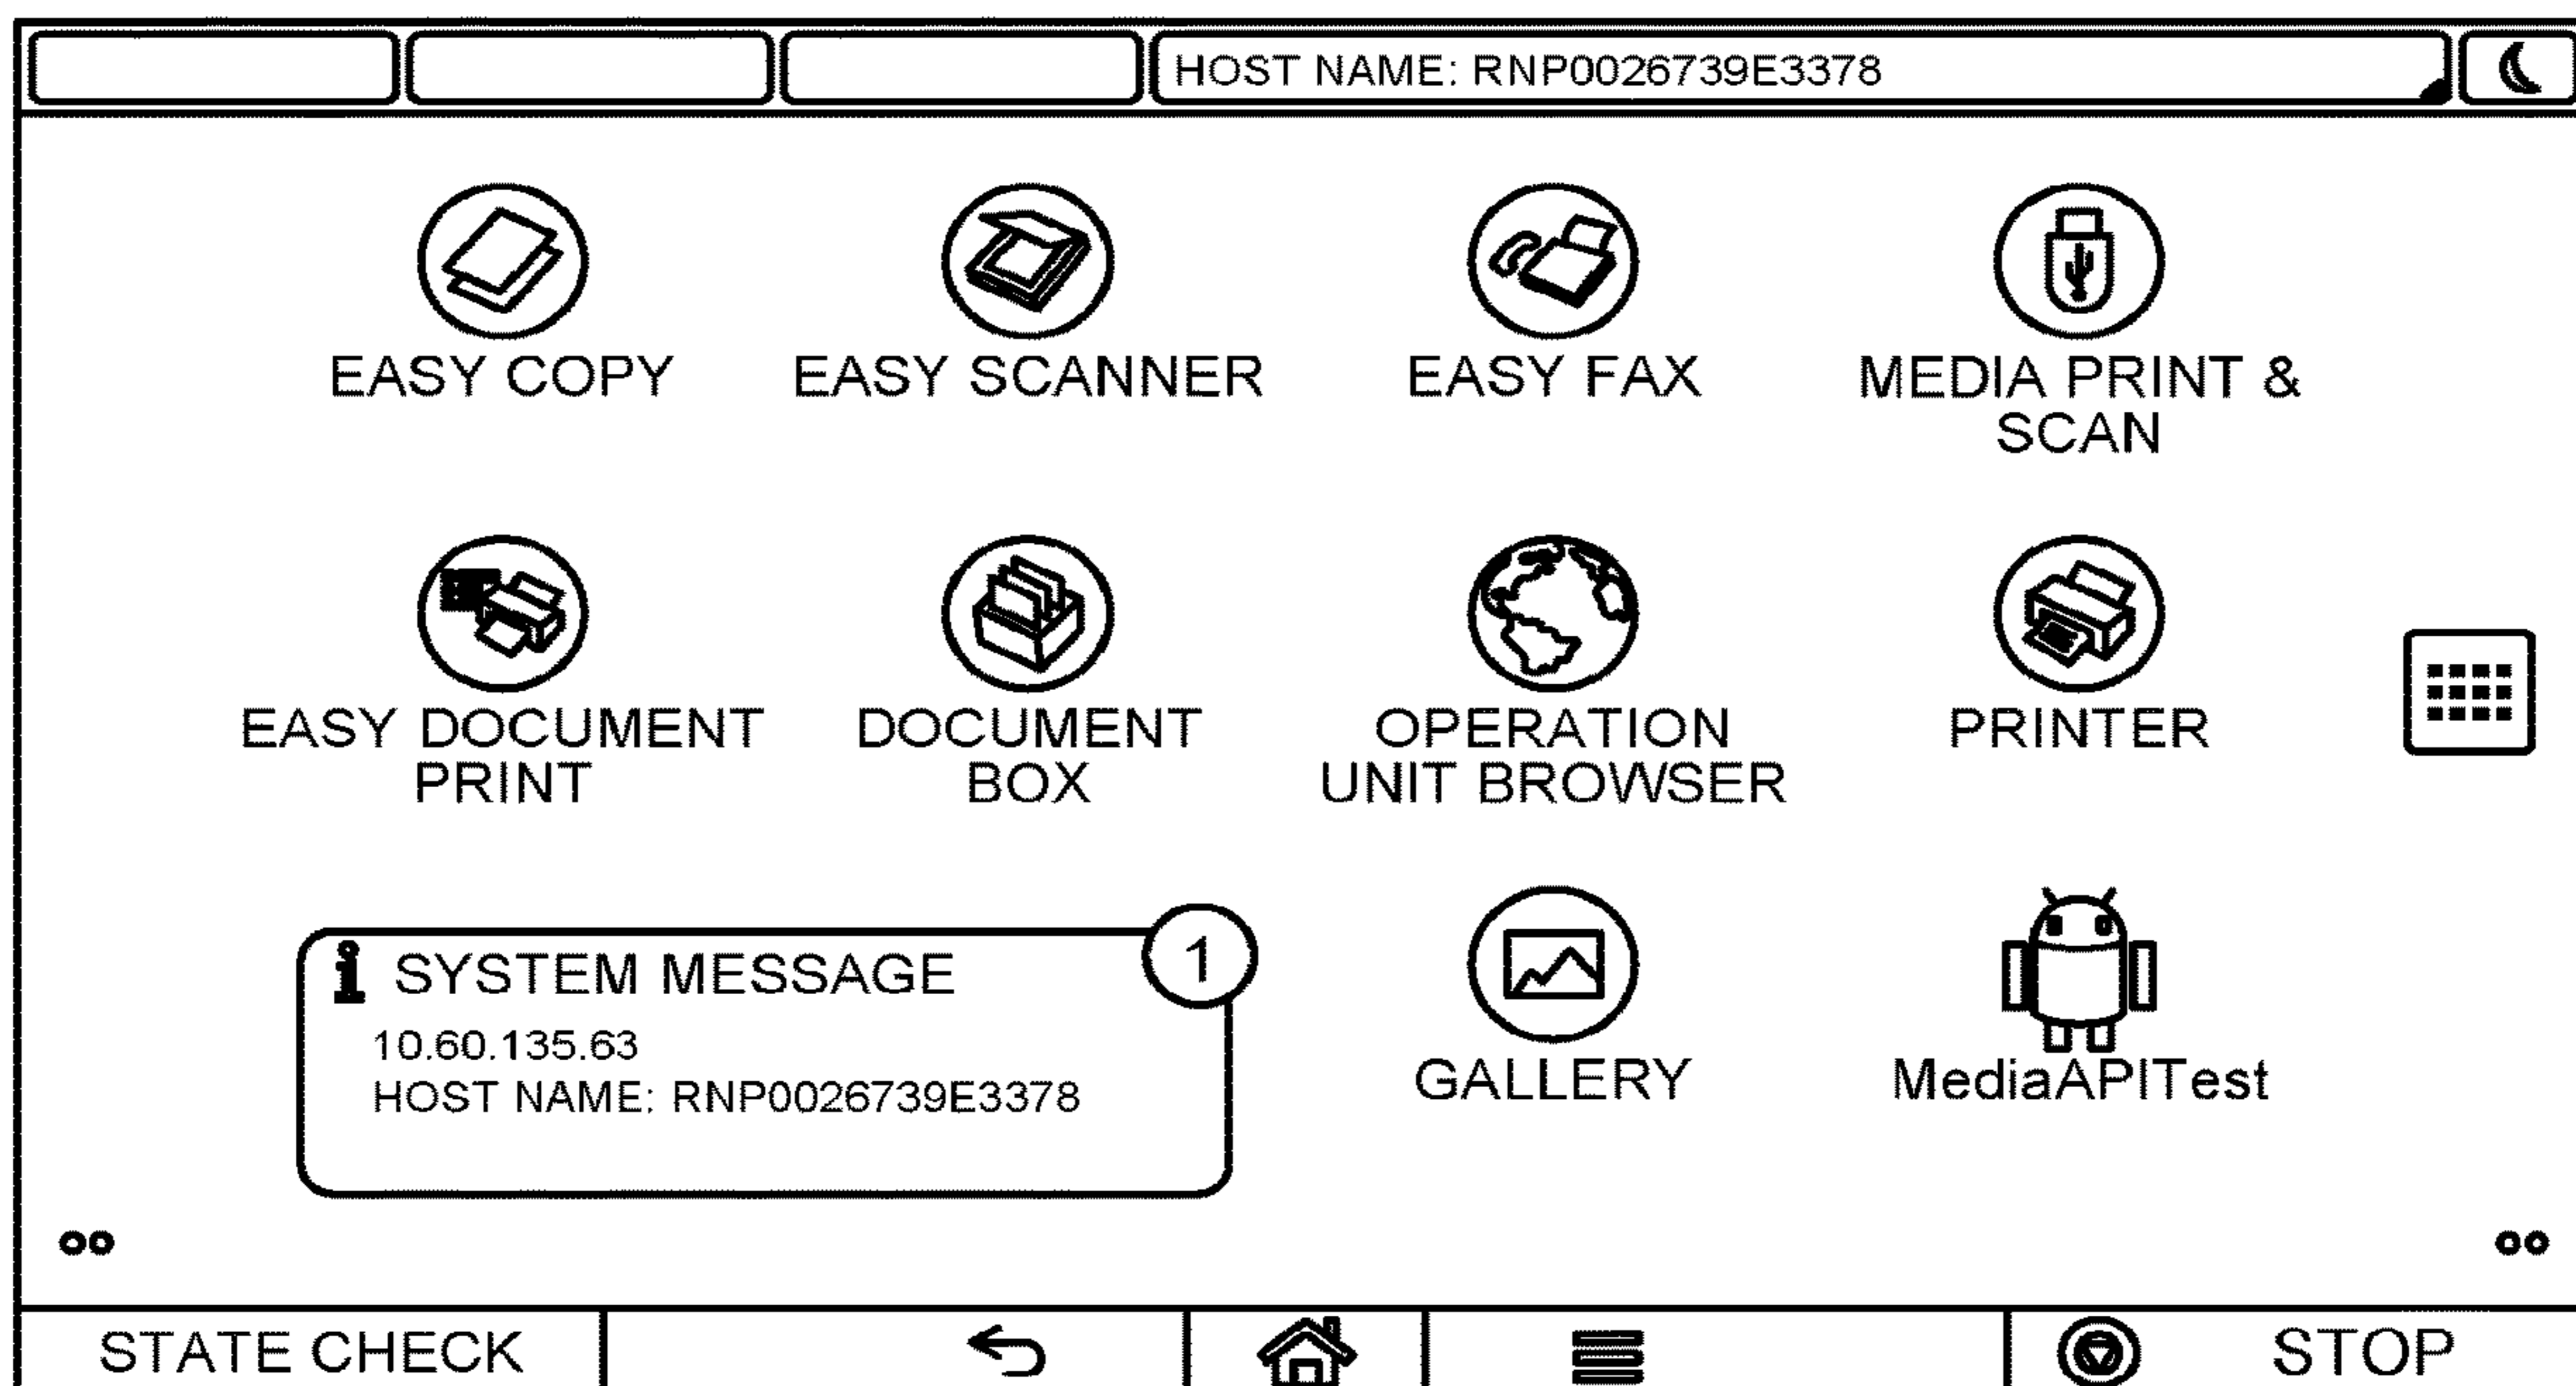 HOST NAME: RNP0026739E3378
EASY COPY
EASY SCANNER
EASY FAX
MEDIA PRINT &
SCAN
EASY DOCUMENT
PRINT
DOCUMENT
BOX
OPERATION
UNIT BROWSER
PRINTER
i SYSTEM MESSAGE
1
10.60.135.63
HOST NAME: RNP0026739E3378
GALLERY
MediaAPITest
STATE CHECK
STOP